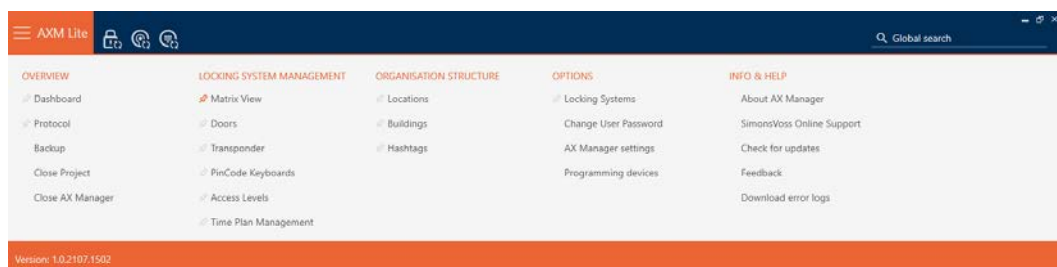 AXM Lite
Global search
OVERVIEW
Dashboard
Protocol
Backup
Close Project
Close AX Manager
LOCKING SYSTEM MANAGEMENT
Matrix View
Doors
Transponder
PinCode Keyboards
Access Levels
Time Plan Management
ORGANISATION STRUCTURE
Locations
Buildings
Hashtags
OPTIONS
Locking Systems
Change User Password
AX Manager settings
Programming devices
INFO & HELP
About AX Manager
SimonsVoss Online Support
Check for updates
Feedback
Download error logs
Version: 1.0.2107.1502